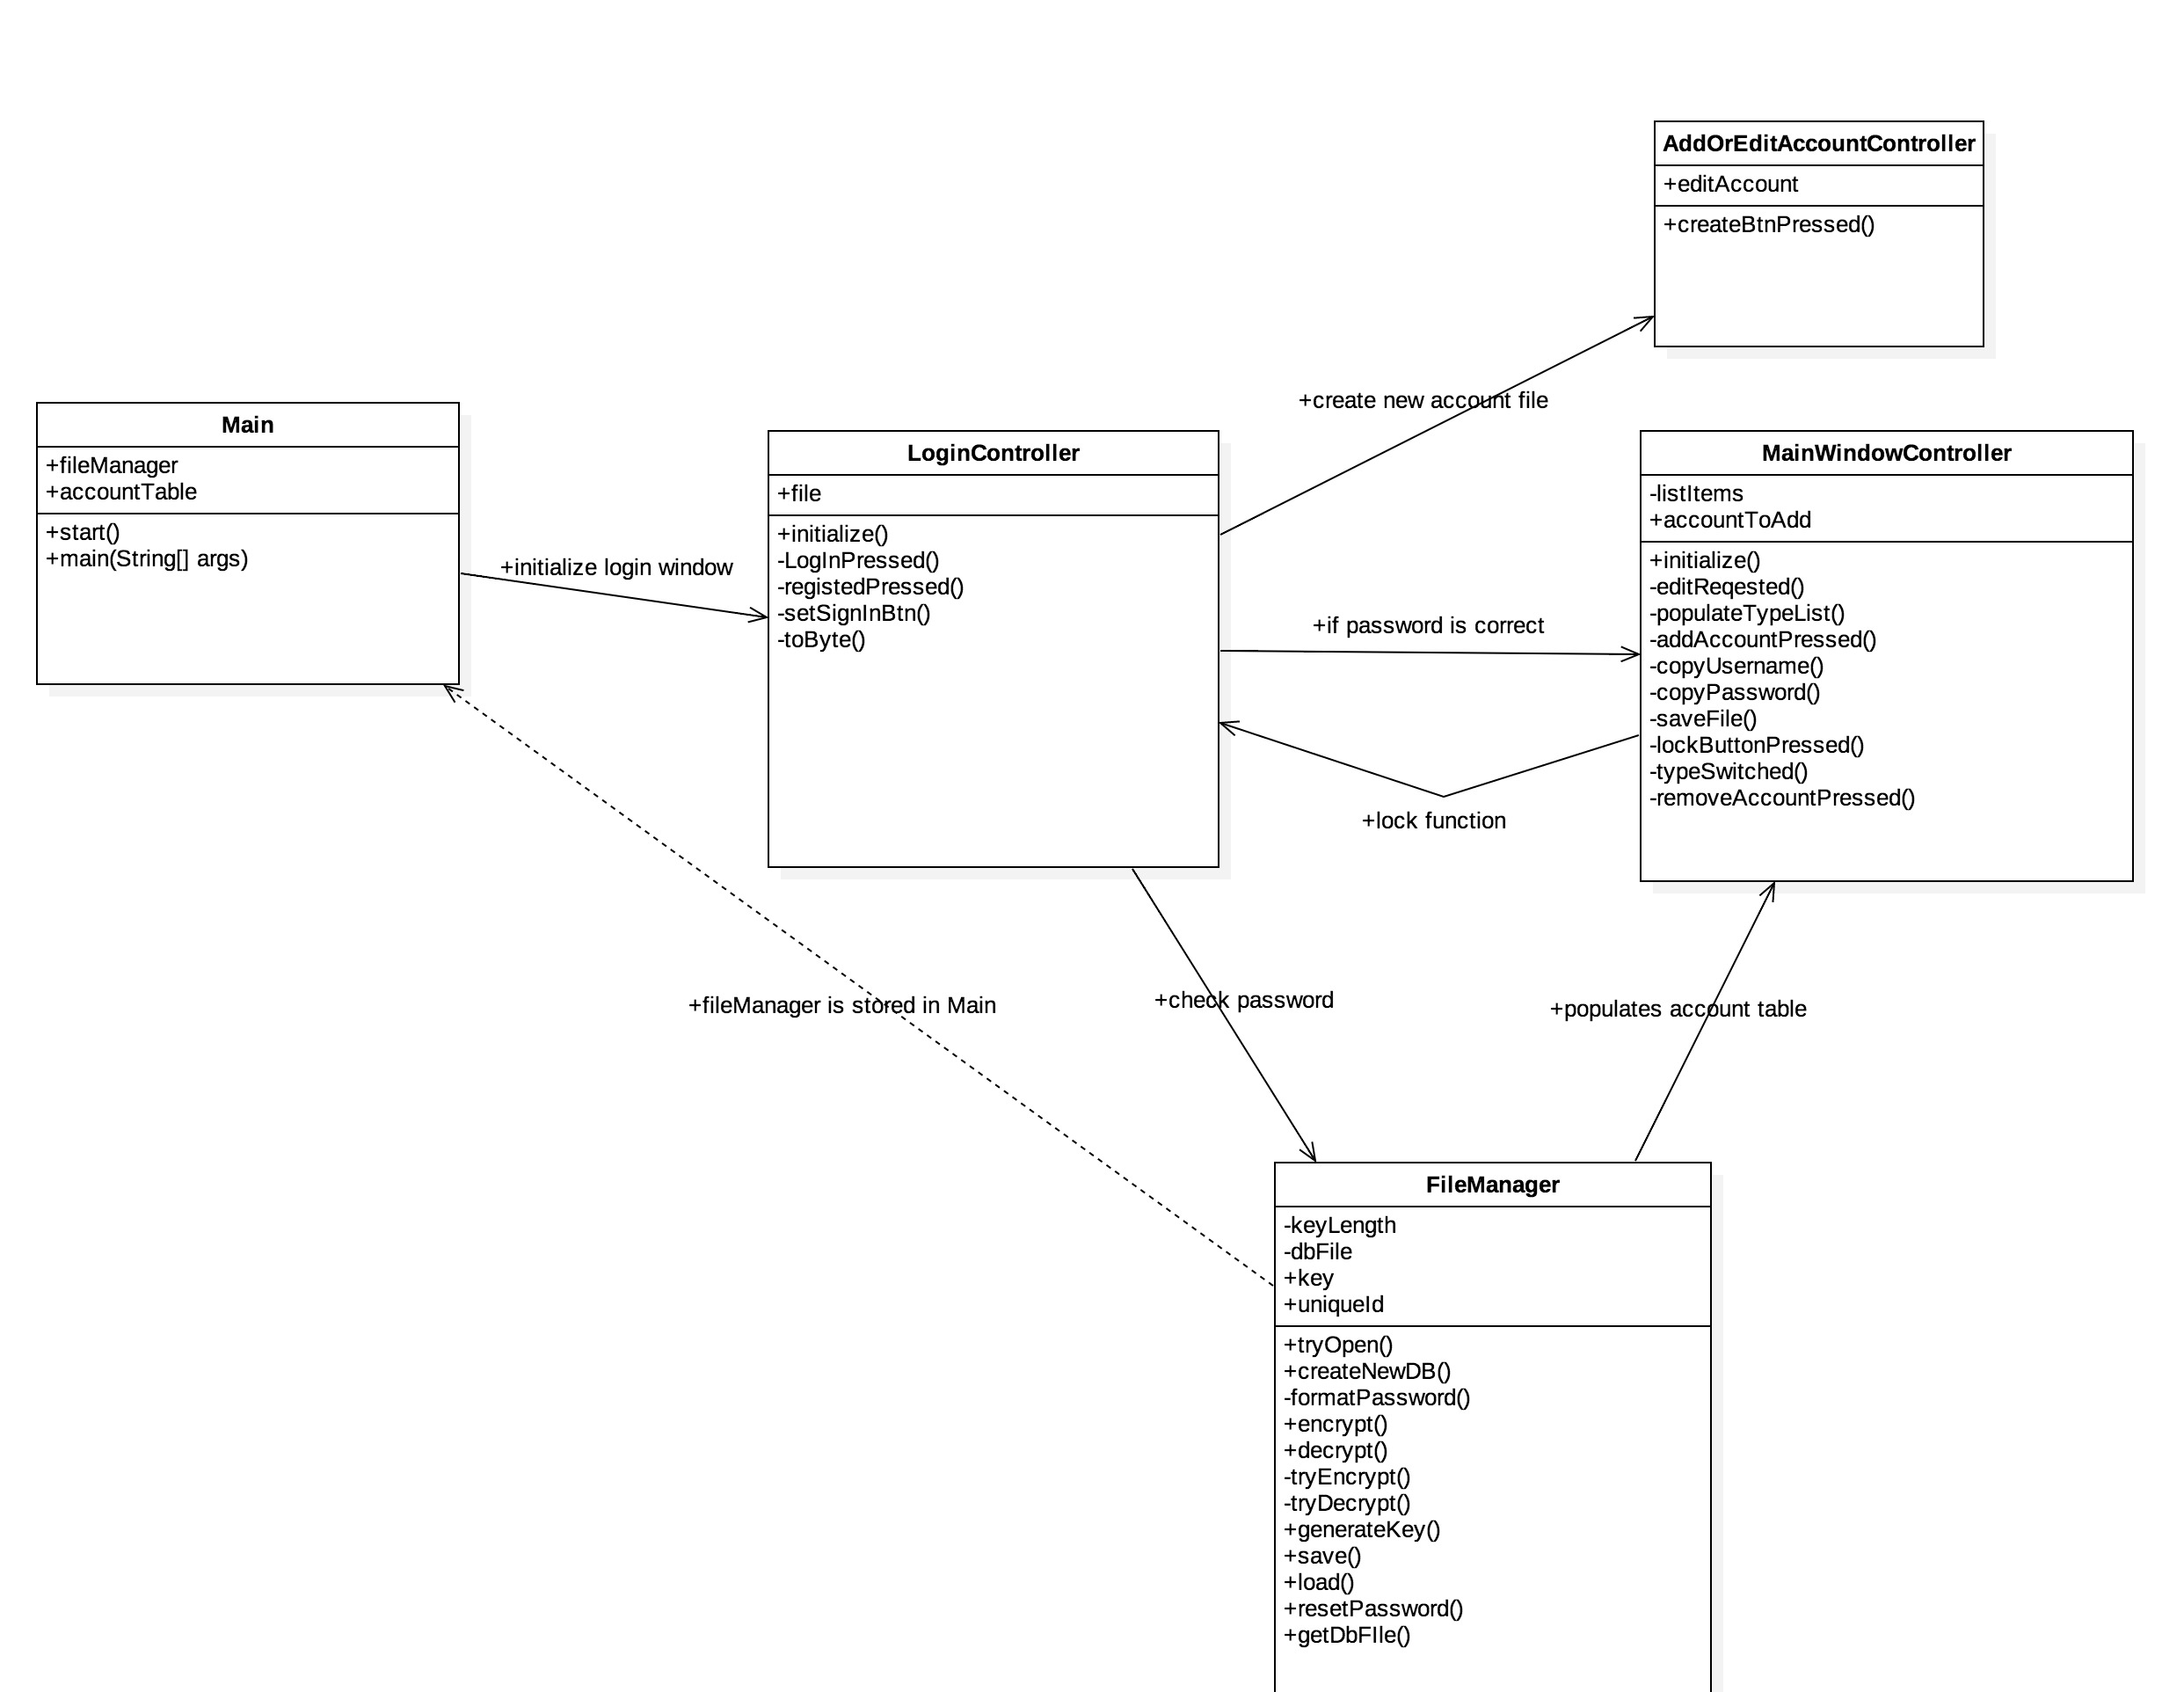 AddOrEditAccountController
+editAccount
+createBtnPressed()
+create new account file
Main
+fileManager
+accountTable
+start()
+main(String[] args)
+initialize login window
LoginController
+file
+initialize()
-LogInPressed()
-registedPressed()
-setSignInBtn()
-toByte()
+if password is correct
+lock function
MainWindowController
-listItems
+accountToAdd
+initialize()
-editReqested()
-populateTypeList()
-addAccountPressed()
-copyUsername()
-copyPassword()
-saveFile()
-lockButtonPressed()
-typeSwitched()
-removeAccountPressed()
+fileManager is stored in Main
+check password
+populates account table
FileManager
-keyLength
-dbFile
+key
+uniqueId
+tryOpen()
+createNewDB()
-formatPassword()
+encrypt()
+decrypt()
-tryEncrypt()
-tryDecrypt()
+generateKey()
+save()
+load()
+resetPassword()
+getDbFIle()